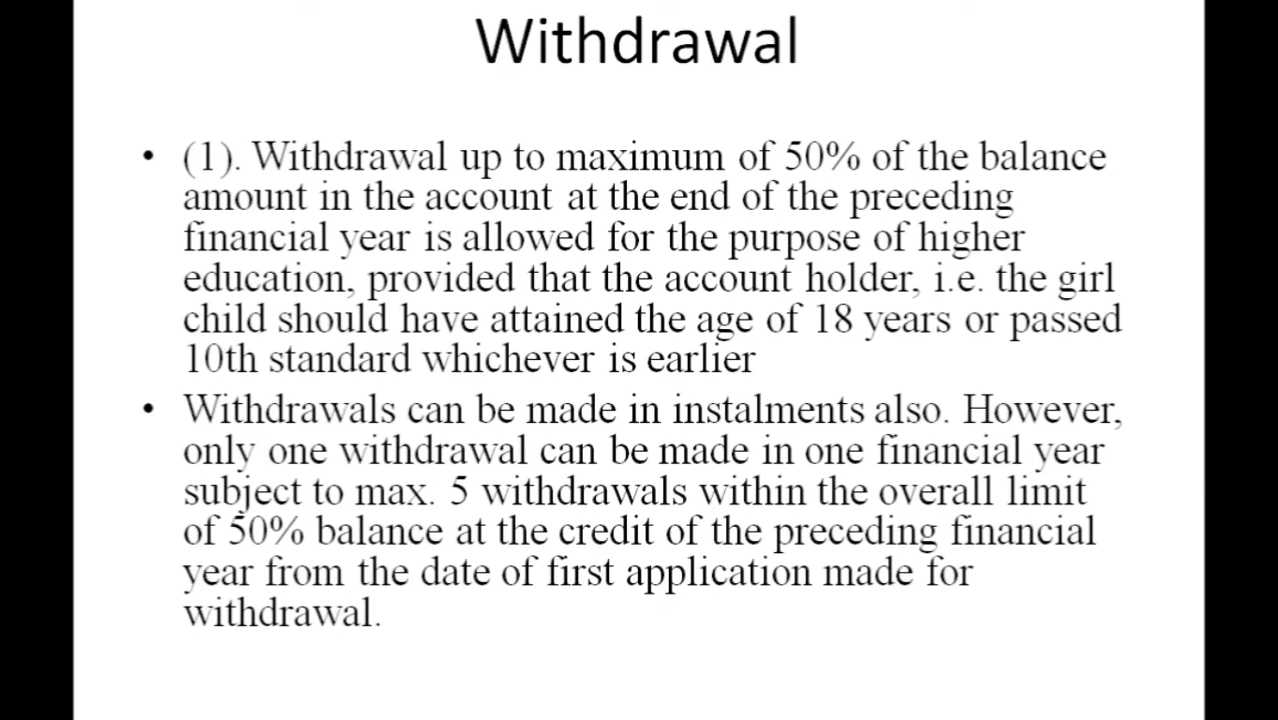 Withdrawal
• (1). Withdrawal up to maximum of 50% of the balance
amount in the account at the end of the preceding
financial year is allowed for the purpose of higher
education, provided that the account holder, i.e. the girl
child should have attained the age of 18 years or passed
10th standard whichever is earlier
• Withdrawals can be made in instalments also. However,
only one withdrawal can be made in one financial year
subject to max. 5 withdrawals within the overall limit
of 50% balance at the credit of the preceding financial
year from the date of first application made for
withdrawal.